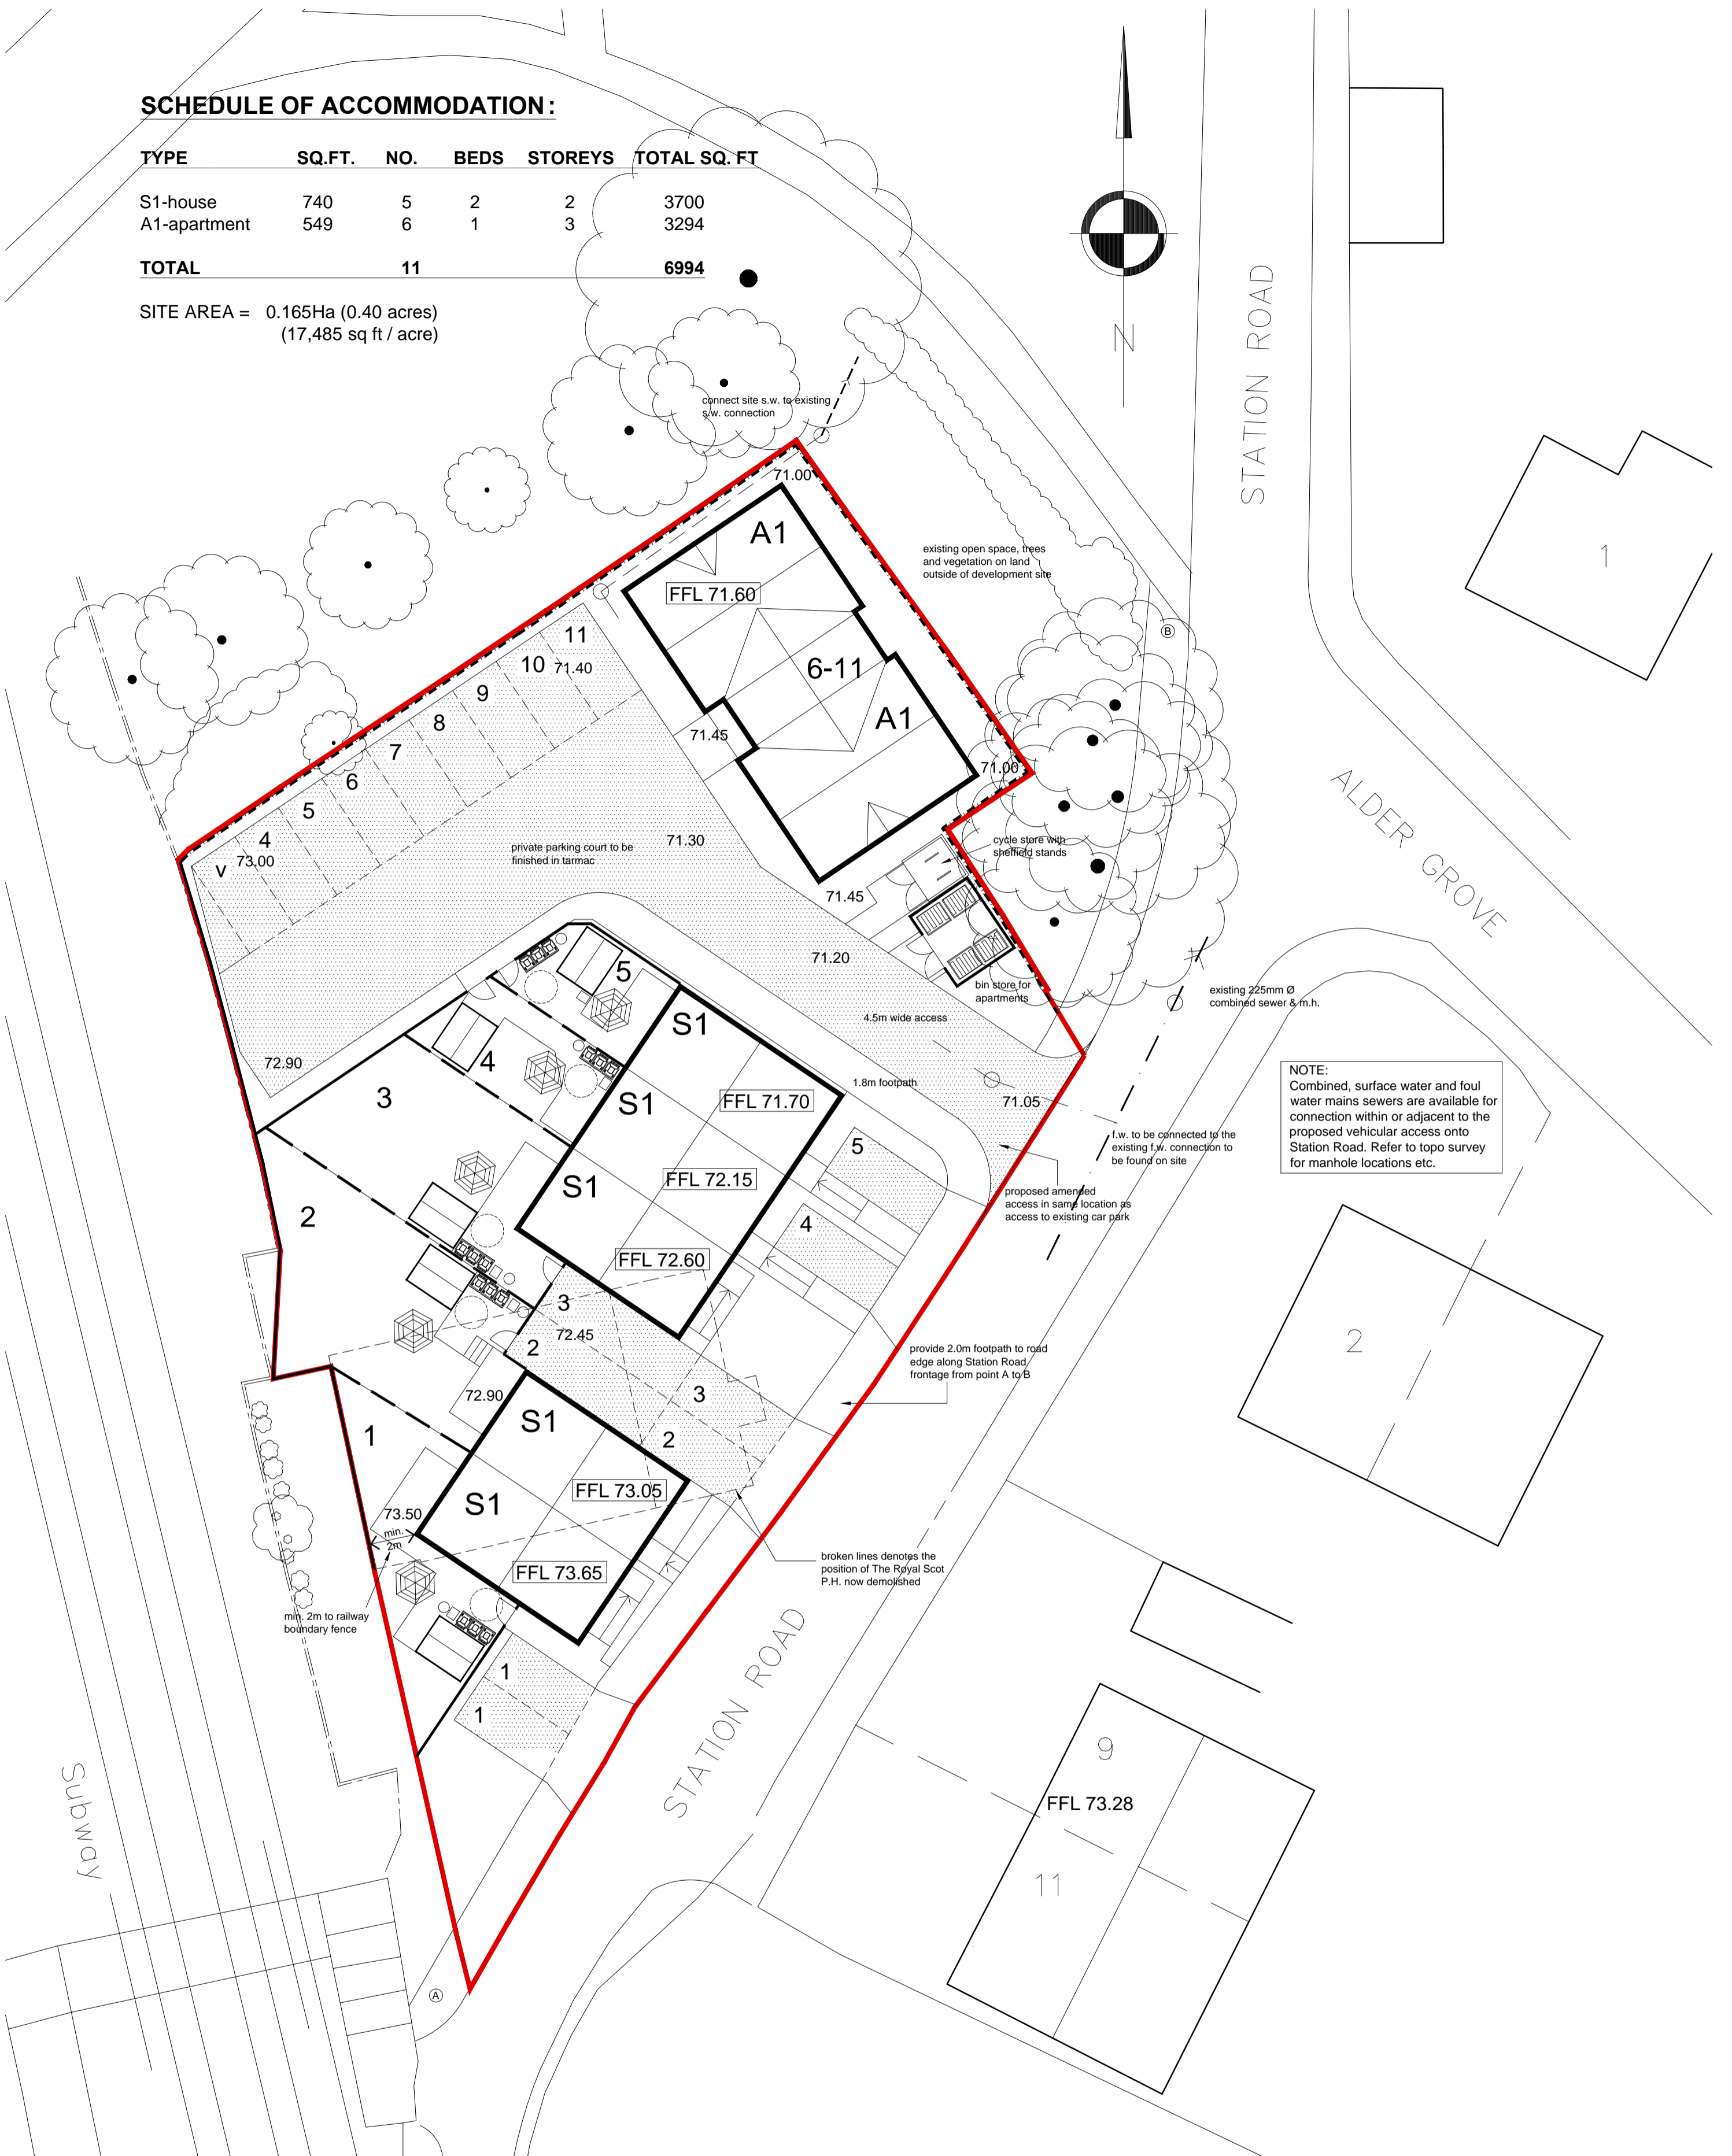 SCHEDULE OF ACCOMMODATION:
TYPE SQ.FT. NO. BEDS STOREYS TOTAL SQ. FT
S1-house 740 5 2 2 3700
A1-apartment 549 6 1 3 3294
TOTAL 11 6994
SITE AREA = 0.165Ha (0.40 acres)
(17,485 sq ft / acre)
N
STATION ROAD
connect site s.w. to existing
s.w. connection
71.00
A1
FFL 71.60
existing open space, trees
and vegetation on land
outside of development site
1
B
11
10 71.40
9
8
7
6
5
4
73.00
v
6-11
A1
71.45
71.00
ALDER GROVE
71.30
private parking court to be
finished in tarmac
cycle store with
sheffield stands
71.45
71.20
bin store for
apartments
4.5m wide access
existing 225mm Ø
combined sewer & m.h.
5
S1
4
72.90
3
S1
FFL 71.70
1.8m footpath
71.05
NOTE:
Combined, surface water and foul
water mains sewers are available for
connection within or adjacent to the
proposed vehicular access onto
Station Road. Refer to topo survey
for manhole locations etc.
f.w. to be connected to the
existing f.w. connection to
be found on site
5
FFL 72.15
S1
proposed amended
access in same location as
access to existing car park
2
4
FFL 72.60
3
72.45
2
provide 2.0m footpath to road
edge along Station Road
frontage from point A to B
2
72.90
3
S1
1
2
FFL 73.05
S1
73.50
min.
2m
FFL 73.65
broken lines denotes the
position of The Royal Scot
P.H. now demolished
min. 2m to railway
boundary fence
1
1
STATION ROAD
Subway
9
FFL 73.28
11
A